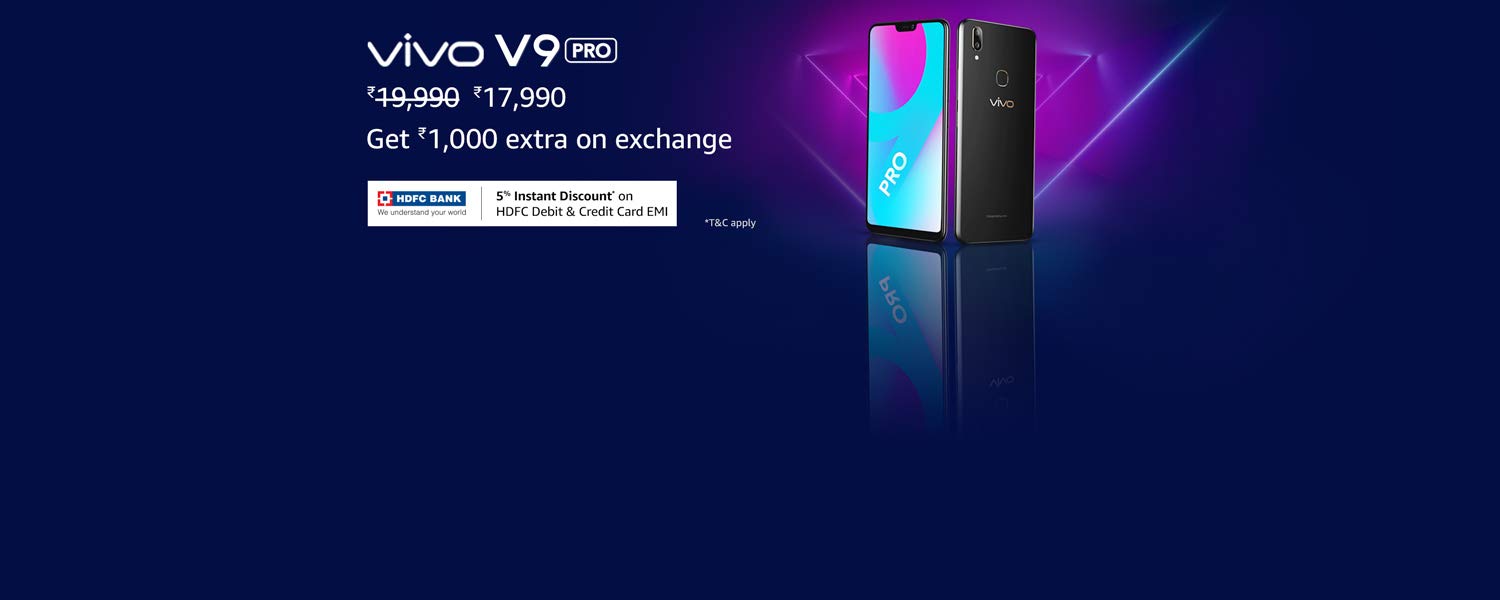 vivo V9 PRO
₹19,990 ₹17,990
Get ₹1,000 extra on exchange
HDFC BANK
We understand your world
5% Instant Discount* on
HDFC Debit & Credit Card EMI
*T&C apply
PRO
vivo